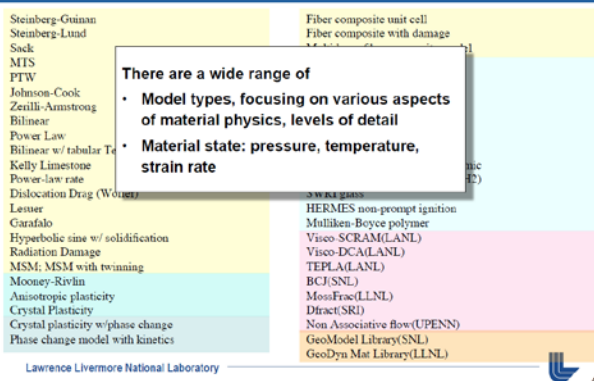 Steinberg-Guinan
Steinberg-Lund
Sack
MTS
PTW
Johnson-Cook
Zerilli-Armstrong
Bilinear
Power Law
Bilinear w/ tabular Te
Kelly Limestone
Power-law rate
Dislocation Drag
Lesuer
Garafalo
Hyperbolic sine w/ solidification
Radiation Damage
MSM; MSM with twinning
Mooney-Rivlin
Anisotropic plasticity
Crystal Plasticity
Crystal plasticity w/phase change
Phase change model with kinetics
There are a wide range of
• Model types, focusing on various aspects
of material physics, levels of detail
• Material state: pressure, temperature,
strain rate
Fiber composite unit cell
Fiber composite with damage
mic
H2)
SWRI glass
HERMES non-prompt ignition
Mulliken-Boyce polymer
Visco-SCRAM(LANL)
Visco-DCA(LANL)
TEPLA(LANL)
BCJ(SNL)
MossFrac(LLNL)
Dfract(SRI)
Non Associative flow(UPENN)
GeoModel Library(SNL)
GeoDyn Mat Library(LLNL)
Lawrence Livermore National Laboratory